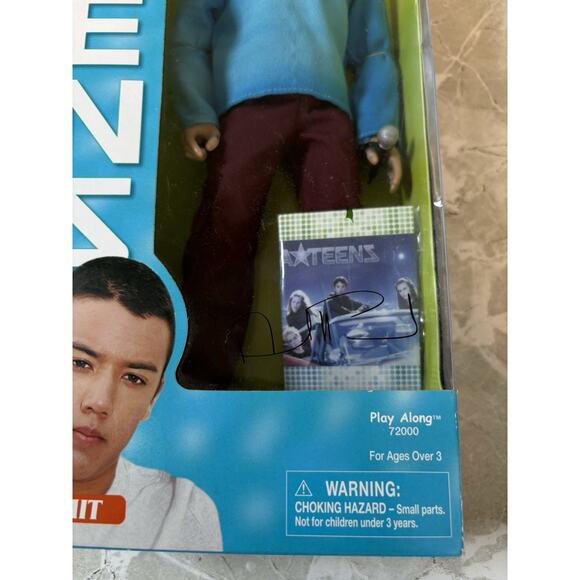 A★TEENS
Play Along™
72000
For Ages Over 3
⚠ WARNING:
CHOKING HAZARD – Small parts.
Not for children under 3 years.